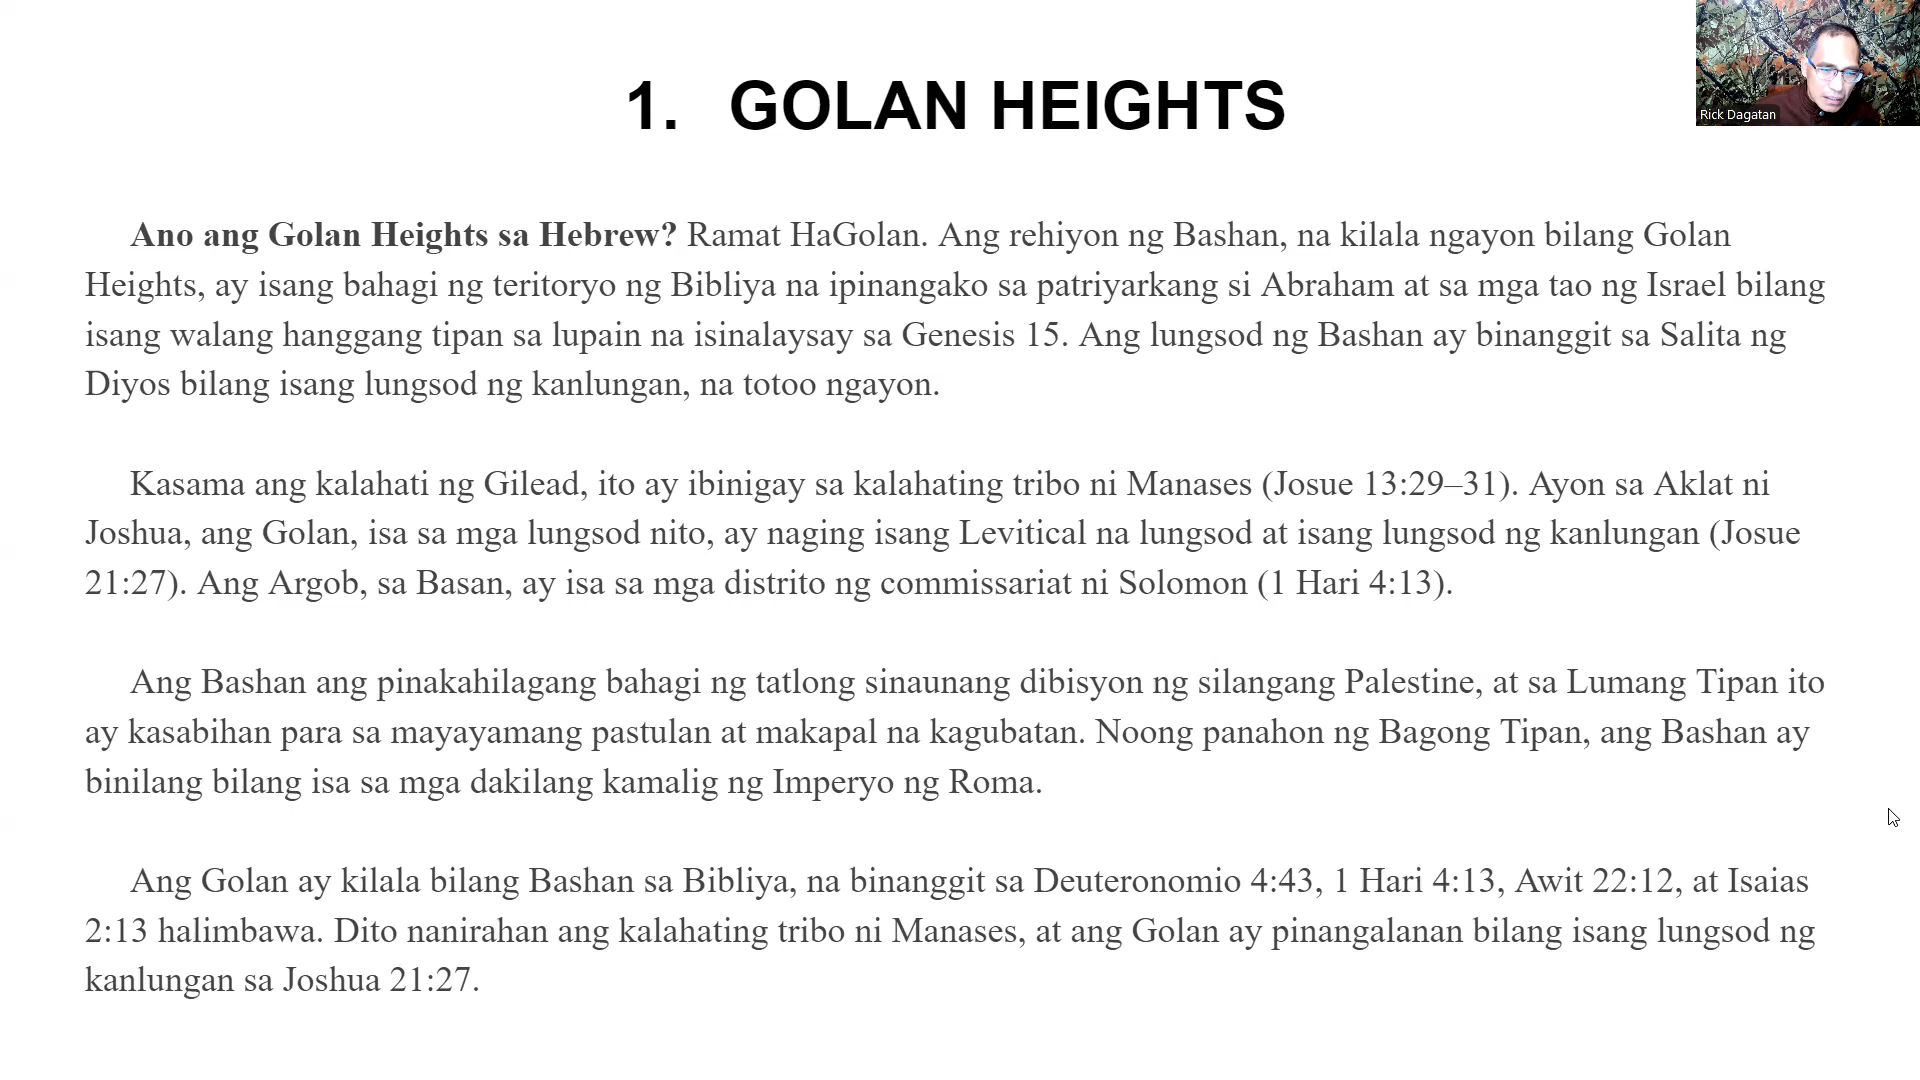 1. GOLAN HEIGHTS
Rick Dagatan
Ano ang Golan Heights sa Hebrew? Ramat HaGolan. Ang rehiyon ng Bashan, na kilala ngayon bilang Golan
Heights, ay isang bahagi ng teritoryo ng Bibliya na ipinangako sa patriyarkang si Abraham at sa mga tao ng Israel bilang
isang walang hanggang tipan sa lupain na isinalaysay sa Genesis 15. Ang lungsod ng Bashan ay binanggit sa Salita ng
Diyos bilang isang lungsod ng kanlungan, na totoo ngayon.
Kasama ang kalahati ng Gilead, ito ay ibinigay sa kalahating tribo ni Manases (Josue 13:29–31). Ayon sa Aklat ni
Joshua, ang Golan, isa sa mga lungsod nito, ay naging isang Levitical na lungsod at isang lungsod ng kanlungan (Josue
21:27). Ang Argob, sa Basan, ay isa sa mga distrito ng commissariat ni Solomon (1 Hari 4:13).
Ang Bashan ang pinakahilagang bahagi ng tatlong sinaunang dibisyon ng silangang Palestine, at sa Lumang Tipan ito
ay kasabihan para sa mayayamang pastulan at makapal na kagubatan. Noong panahon ng Bagong Tipan, ang Bashan ay
binilang bilang isa sa mga dakilang kamalig ng Imperyo ng Roma.
Ang Golan ay kilala bilang Bashan sa Bibliya, na binanggit sa Deuteronomio 4:43, 1 Hari 4:13, Awit 22:12, at Isaias
2:13 halimbawa. Dito nanirahan ang kalahating tribo ni Manases, at ang Golan ay pinangalanan bilang isang lungsod ng
kanlungan sa Joshua 21:27.